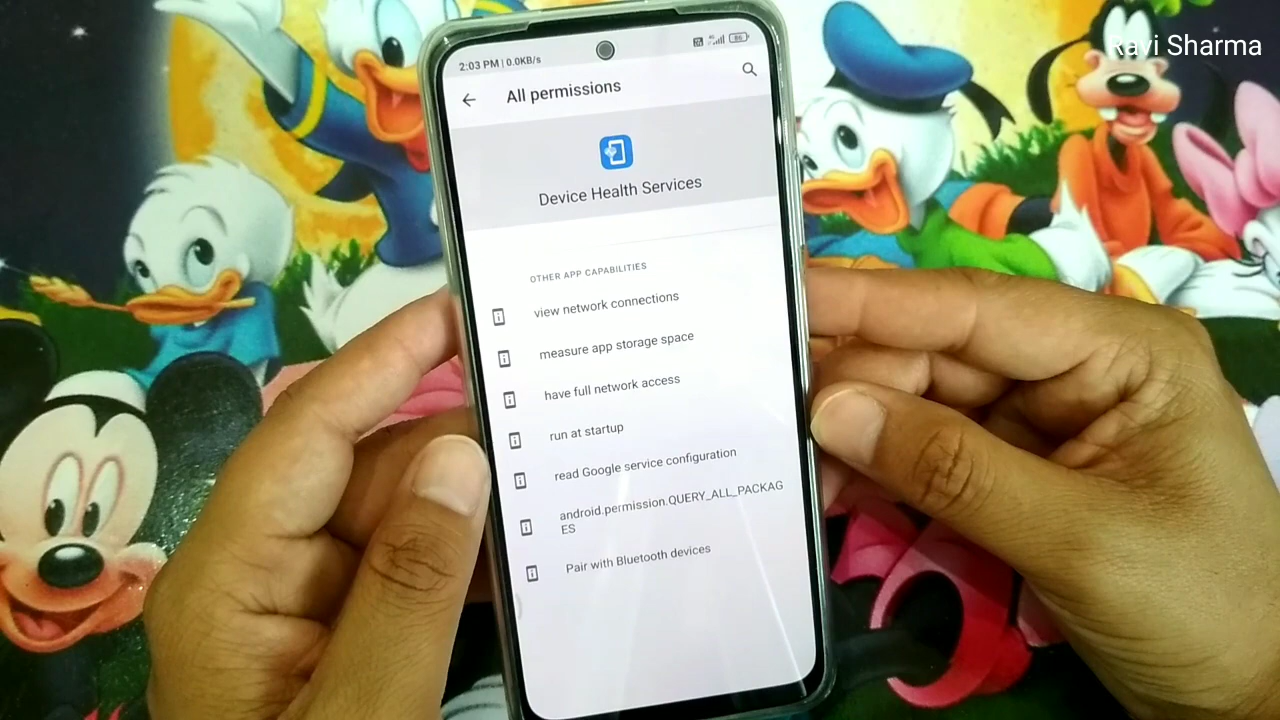 Ravi Sharma
2:03 PM | 0.0KB/s
86
All permissions
Device Health Services
OTHER APP CAPABILITIES
view network connections
measure app storage space
have full network access
run at startup
read Google service configuration
android.permission.QUERY_ALL_PACKAG
ES
Pair with Bluetooth devices